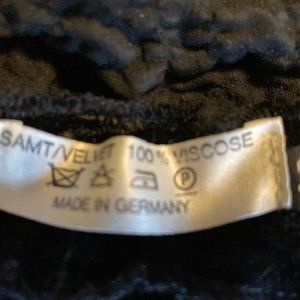 SAMT/VELVET 100% VISCOSE
P
MADE IN GERMANY